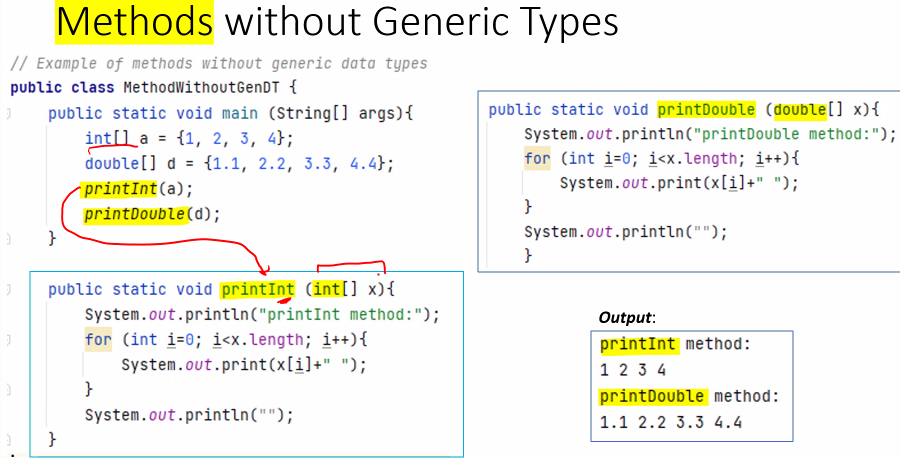 Methods without Generic Types
// Example of methods without generic data types
public class MethodWithoutGenDT {
public static void main (String[] args){
int[] a = {1, 2, 3, 4};
double[] d = {1.1, 2.2, 3.3, 4.4};
printInt(a);
printDouble(d);
}
public static void printInt (int[] x){
System.out.println("printInt method:");
for (int i=0; i<x.length; i++){
System.out.print(x[i]+" ");
}
System.out.println("");
}
public static void printDouble (double[] x){
System.out.println("printDouble method:");
for (int i=0; i<x.length; i++){
System.out.print(x[i]+" ");
}
System.out.println("");
}
Output:
printInt method:
1 2 3 4
printDouble method:
1.1 2.2 3.3 4.4